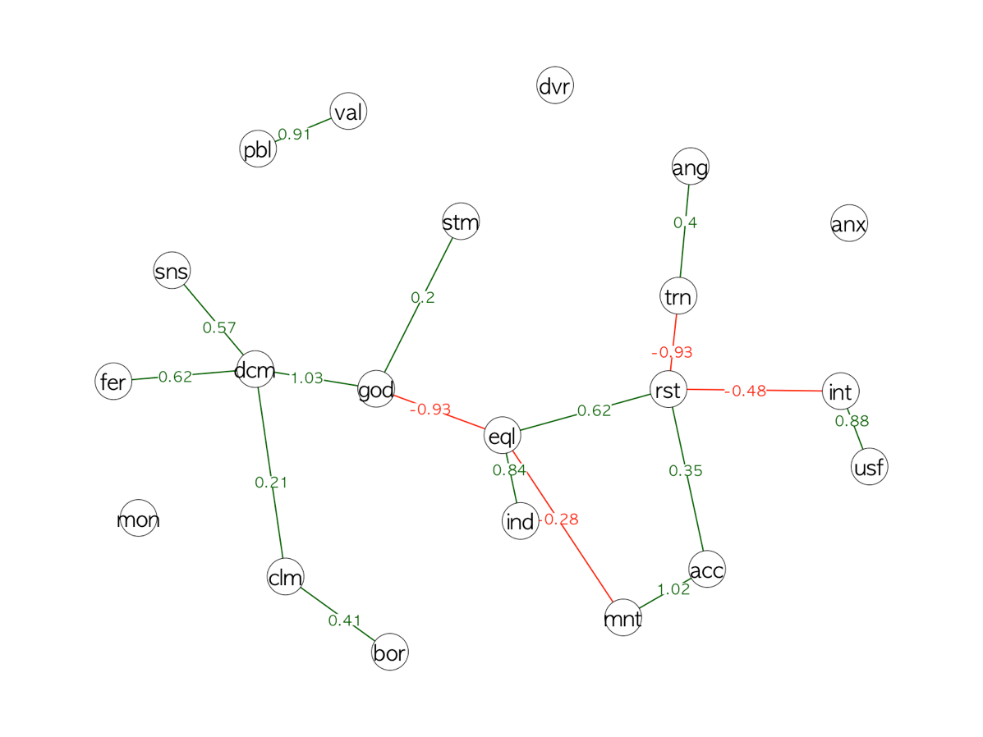 dvr
val
0.91
pbl
ang
stm
0.4
anx
sns
trn
0.2
0.57
-0.93
dcm
fer
0.62
1.03
god
rst
-0.48
int
-0.93
0.62
0.88
eql
0.84
0.35
usf
0.21
mon
ind
-0.28
clm
acc
1.02
0.41
mnt
bor